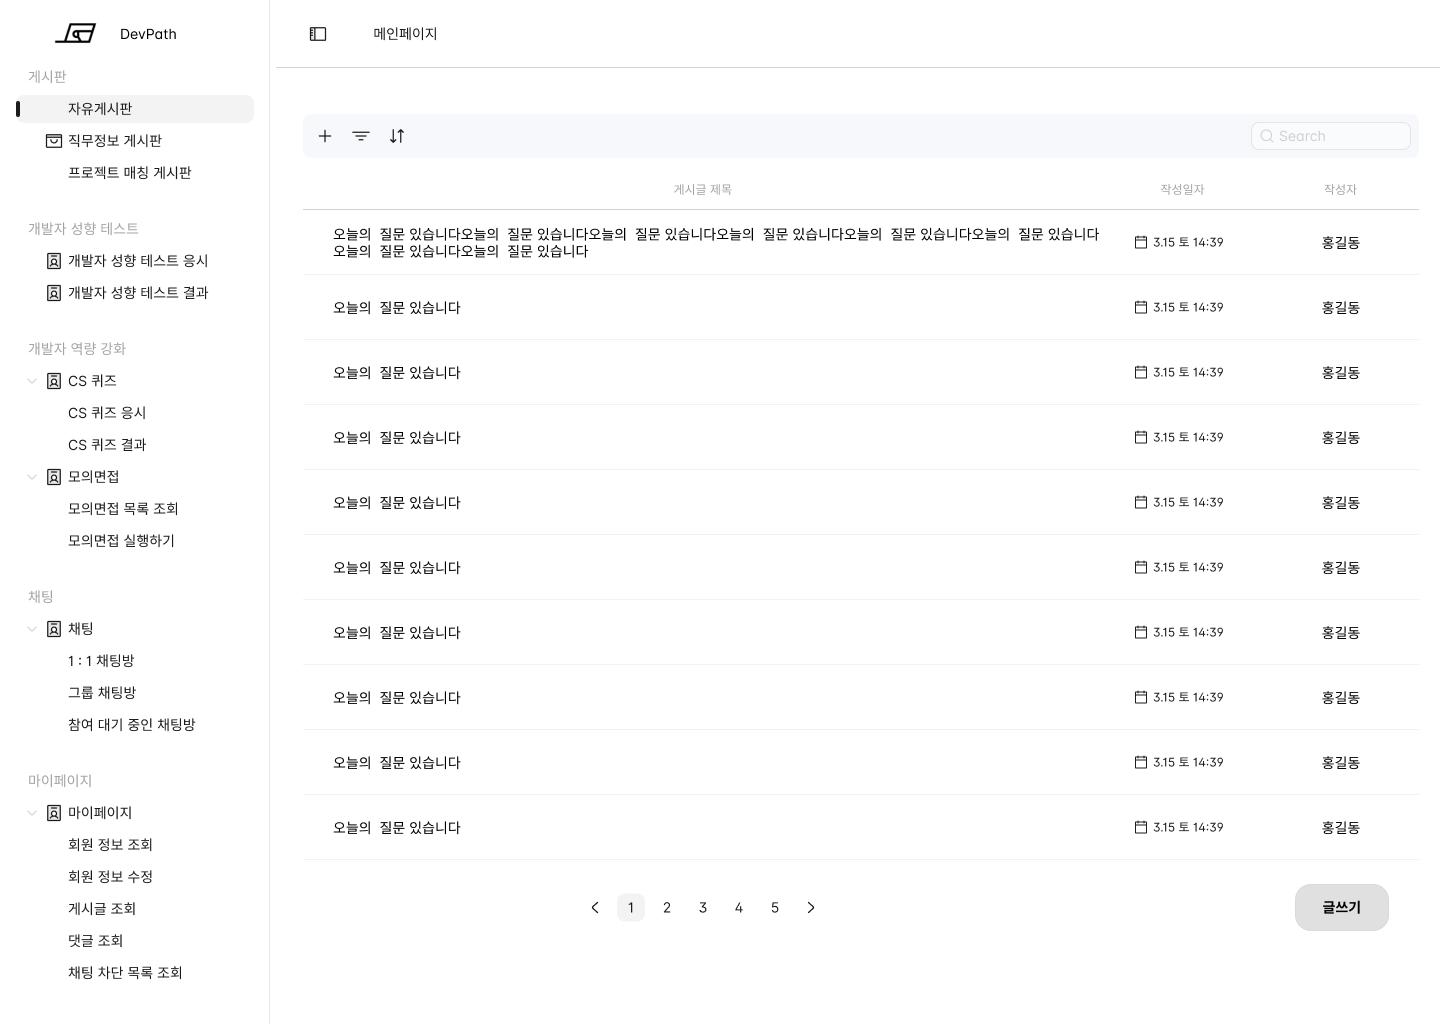 DevPath
게시판
자유게시판
직무정보 게시판
프로젝트 매칭 게시판
개발자 성향 테스트
개발자 성향 테스트 응시
개발자 성향 테스트 결과
개발자 역량 강화
CS 퀴즈
CS 퀴즈 응시
CS 퀴즈 결과
모의면접
모의면접 목록 조회
모의면접 실행하기
채팅
채팅
1 : 1 채팅방
그룹 채팅방
참여 대기 중인 채팅방
마이페이지
마이페이지
회원 정보 조회
회원 정보 수정
게시글 조회
댓글 조회
채팅 차단 목록 조회
메인페이지
Search
게시글 제목 작성일자 작성자
오늘의 질문 있습니다오늘의 질문 있습니다오늘의 질문 있습니다오늘의 질문 있습니다오늘의 질문 있습니다오늘의 질문 있습니다
오늘의 질문 있습니다오늘의 질문 있습니다
3.15 토 14:39 홍길동
오늘의 질문 있습니다 3.15 토 14:39 홍길동
오늘의 질문 있습니다 3.15 토 14:39 홍길동
오늘의 질문 있습니다 3.15 토 14:39 홍길동
오늘의 질문 있습니다 3.15 토 14:39 홍길동
오늘의 질문 있습니다 3.15 토 14:39 홍길동
오늘의 질문 있습니다 3.15 토 14:39 홍길동
오늘의 질문 있습니다 3.15 토 14:39 홍길동
오늘의 질문 있습니다 3.15 토 14:39 홍길동
오늘의 질문 있습니다 3.15 토 14:39 홍길동
1 2 3 4 5
글쓰기